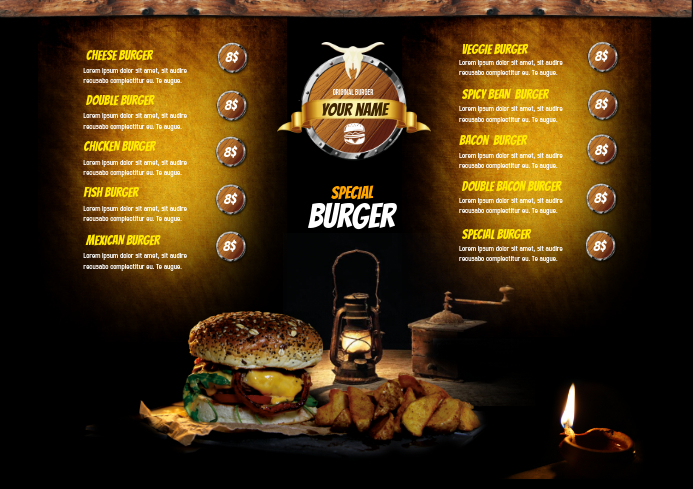 CHEESE BURGER
8$
Lorem ipsum dolor sit amet, sit audire
recusabo complectitur eu. Te augue.
DOUBLE BURGER
8$
Lorem ipsum dolor sit amet, sit audire
recusabo complectitur eu. Te augue.
CHICKEN BURGER
8$
Lorem ipsum dolor sit amet, sit audire
recusabo complectitur eu. Te augue.
FISH BURGER
8$
Lorem ipsum dolor sit amet, sit audire
recusabo complectitur eu. Te augue.
MEXICAN BURGER
8$
Lorem ipsum dolor sit amet, sit audire
recusabo complectitur eu. Te augue.
ORIGINAL BURGER
YOUR NAME
SPECIAL
BURGER
VEGGIE BURGER
8$
Lorem ipsum dolor sit amet, sit audire
recusabo complectitur eu. Te augue.
SPICY BEAN BURGER
8$
Lorem ipsum dolor sit amet, sit audire
recusabo complectitur eu. Te augue.
BACON BURGER
8$
Lorem ipsum dolor sit amet, sit audire
recusabo complectitur eu. Te augue.
DOUBLE BACON BURGER
8$
Lorem ipsum dolor sit amet, sit audire
recusabo complectitur eu. Te augue.
SPECIAL BURGER
8$
Lorem ipsum dolor sit amet, sit audire
recusabo complectitur eu. Te augue.